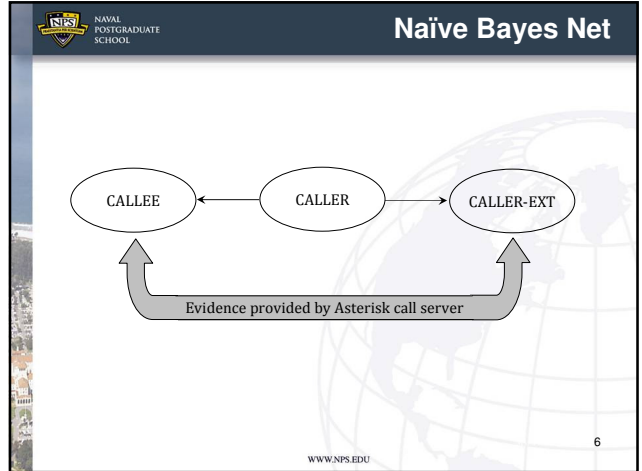 NPS
NAVAL
POSTGRADUATE
SCHOOL
Naïve Bayes Net
CALLEE
CALLER
CALLER-EXT
Evidence provided by Asterisk call server
6
WWW.NPS.EDU